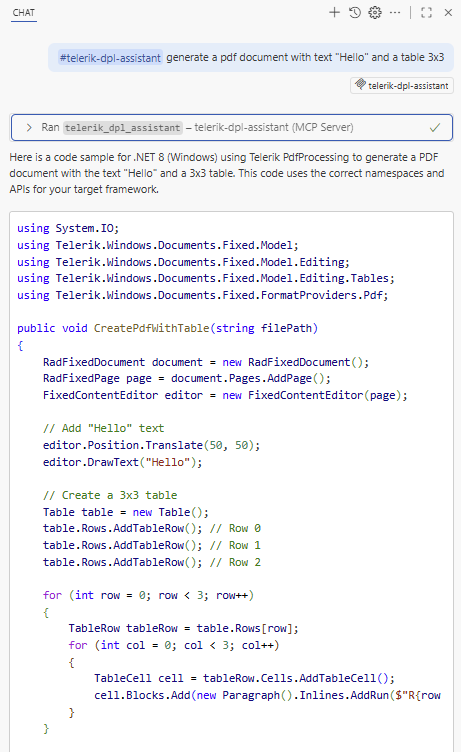 CHAT
#telerik-dpl-assistant generate a pdf document with text "Hello" and a table 3x3
telerik-dpl-assistant
Ran telerik_dpl_assistant – telerik-dpl-assistant (MCP Server)
Here is a code sample for .NET 8 (Windows) using Telerik PdfProcessing to generate a PDF
document with the text "Hello" and a 3x3 table. This code uses the correct namespaces and
APIs for your target framework.
using System.IO;
using Telerik.Windows.Documents.Fixed.Model;
using Telerik.Windows.Documents.Fixed.Model.Editing;
using Telerik.Windows.Documents.Fixed.Model.Editing.Tables;
using Telerik.Windows.Documents.Fixed.FormatProviders.Pdf;

public void CreatePdfWithTable(string filePath)
{
    RadFixedDocument document = new RadFixedDocument();
    RadFixedPage page = document.Pages.AddPage();
    FixedContentEditor editor = new FixedContentEditor(page);

    // Add "Hello" text
    editor.Position.Translate(50, 50);
    editor.DrawText("Hello");

    // Create a 3x3 table
    Table table = new Table();
    table.Rows.AddTableRow(); // Row 0
    table.Rows.AddTableRow(); // Row 1
    table.Rows.AddTableRow(); // Row 2

    for (int row = 0; row < 3; row++)
    {
        TableRow tableRow = table.Rows[row];
        for (int col = 0; col < 3; col++)
        {
            TableCell cell = tableRow.Cells.AddTableCell();
            cell.Blocks.Add(new Paragraph().Inlines.AddRun($"R{row
        }
    }